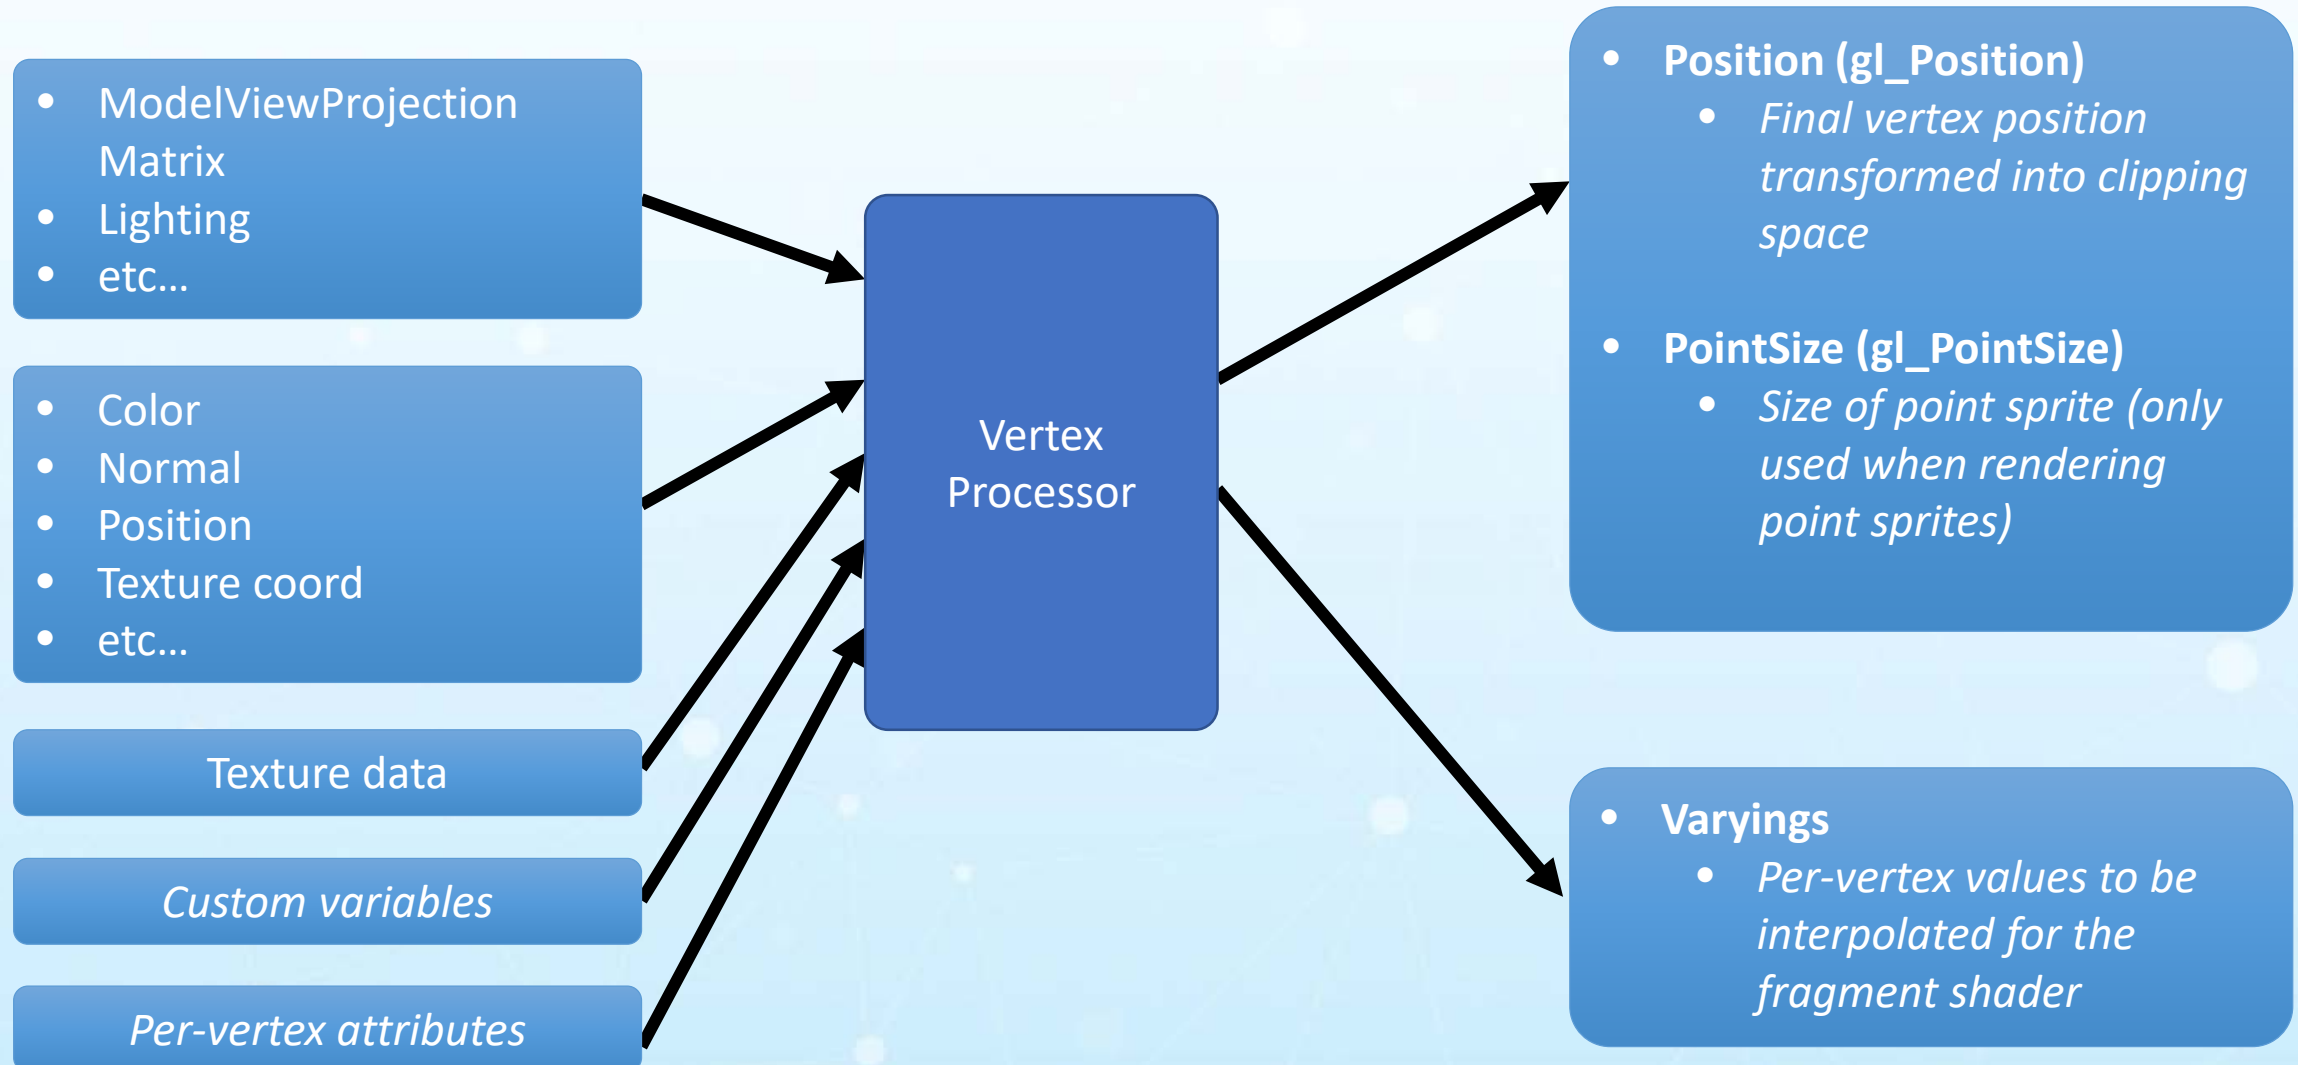 • ModelViewProjection
Matrix
• Lighting
• etc...
• Color
• Normal
• Position
• Texture coord
• etc...
Texture data
Custom variables
Per-vertex attributes
Vertex
Processor
• Position (gl_Position)
• Final vertex position
transformed into clipping
space
• PointSize (gl_PointSize)
• Size of point sprite (only
used when rendering
point sprites)
• Varyings
• Per-vertex values to be
interpolated for the
fragment shader